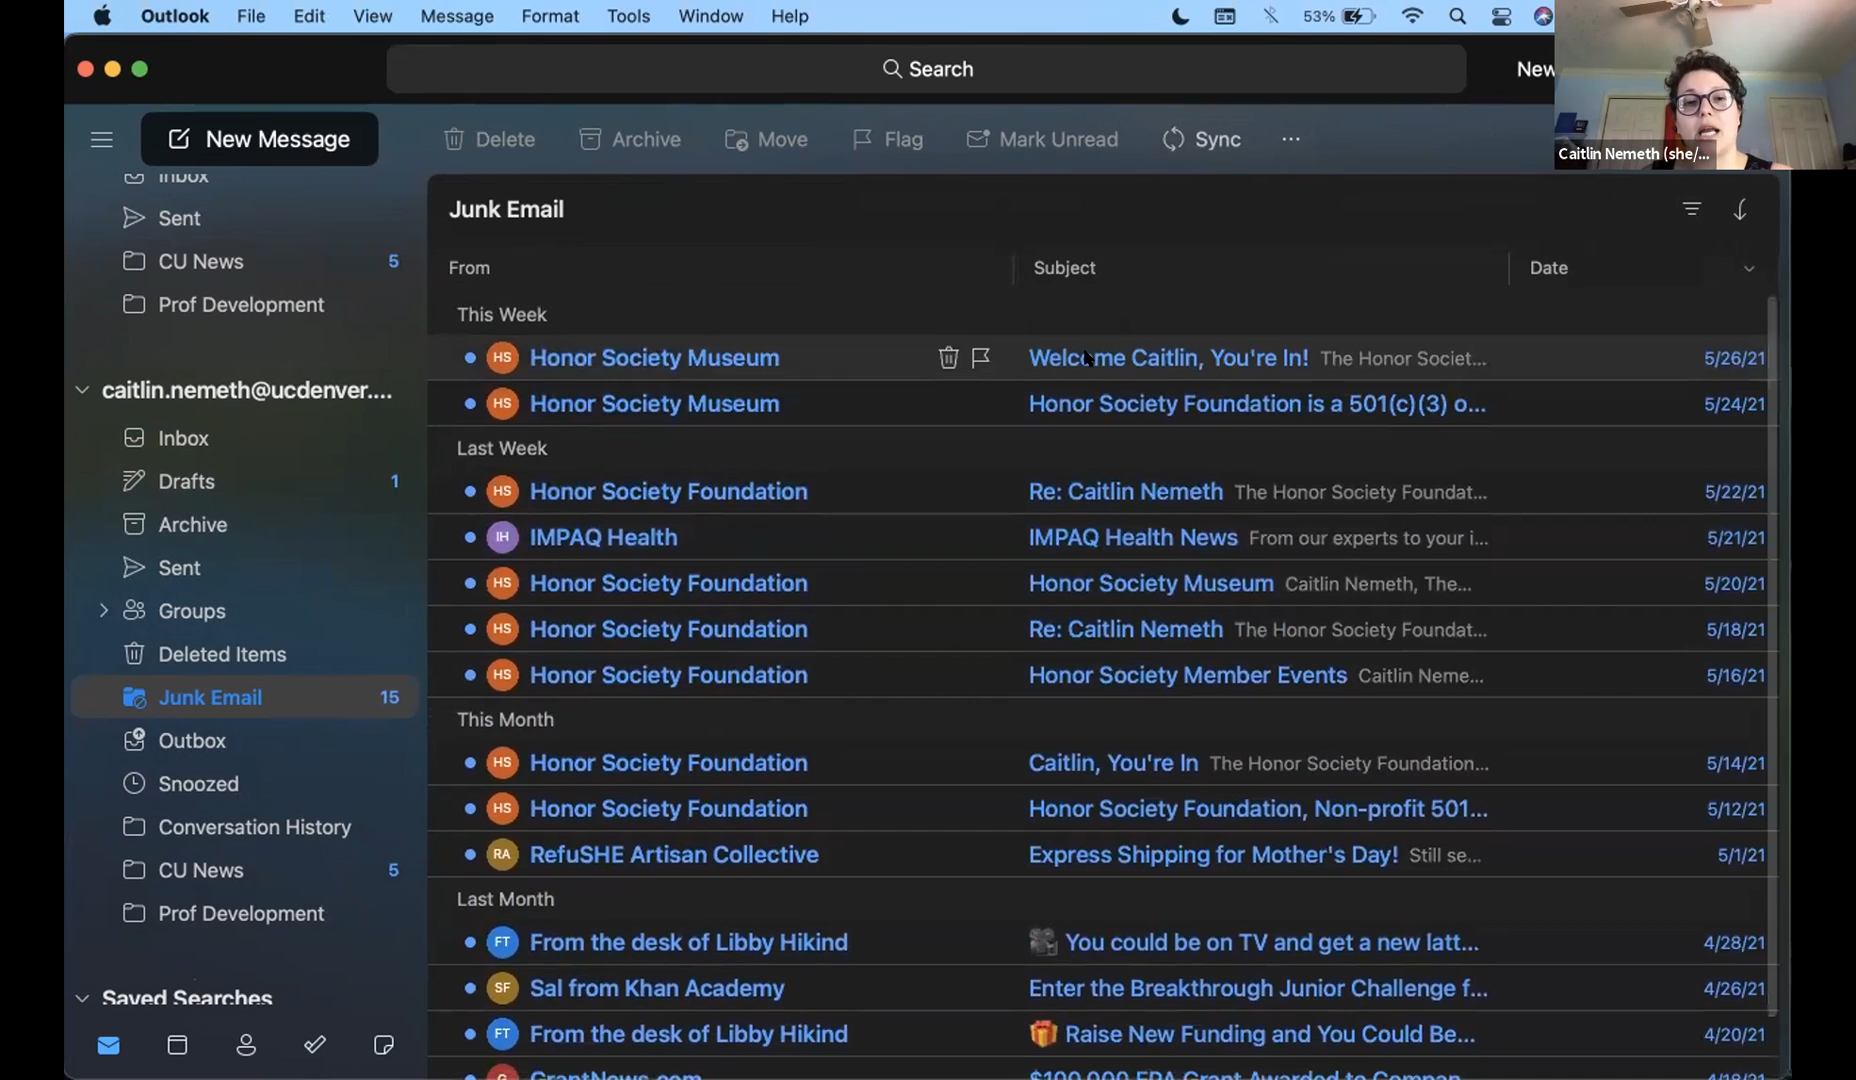 Outlook File Edit View Message Format Tools Window Help 53%
Search
New
New Message Delete Archive Move Flag Mark Unread Sync ...
Caitlin Nemeth (she/...
Inbox
Sent
CU News 5
Prof Development
caitlin.nemeth@ucdenver....
Inbox
Drafts 1
Archive
Sent
Groups
Deleted Items
Junk Email 15
Outbox
Snoozed
Conversation History
CU News 5
Prof Development
Saved Searches
Junk Email
From Subject Date
This Week
HS Honor Society Museum Welcome Caitlin, You're In! The Honor Societ... 5/26/21
HS Honor Society Museum Honor Society Foundation is a 501(c)(3) o... 5/24/21
Last Week
HS Honor Society Foundation Re: Caitlin Nemeth The Honor Society Foundat... 5/22/21
IH IMPAQ Health IMPAQ Health News From our experts to your i... 5/21/21
HS Honor Society Foundation Honor Society Museum Caitlin Nemeth, The... 5/20/21
HS Honor Society Foundation Re: Caitlin Nemeth The Honor Society Foundat... 5/18/21
HS Honor Society Foundation Honor Society Member Events Caitlin Neme... 5/16/21
This Month
HS Honor Society Foundation Caitlin, You're In The Honor Society Foundation... 5/14/21
HS Honor Society Foundation Honor Society Foundation, Non-profit 501... 5/12/21
RA RefuSHE Artisan Collective Express Shipping for Mother's Day! Still se... 5/1/21
Last Month
FT From the desk of Libby Hikind You could be on TV and get a new latt... 4/28/21
SF Sal from Khan Academy Enter the Breakthrough Junior Challenge f... 4/26/21
FT From the desk of Libby Hikind Raise New Funding and You Could Be... 4/20/21
G GrantNews.com $100,000 EPA Grant Awarded to Compan... 4/18/21